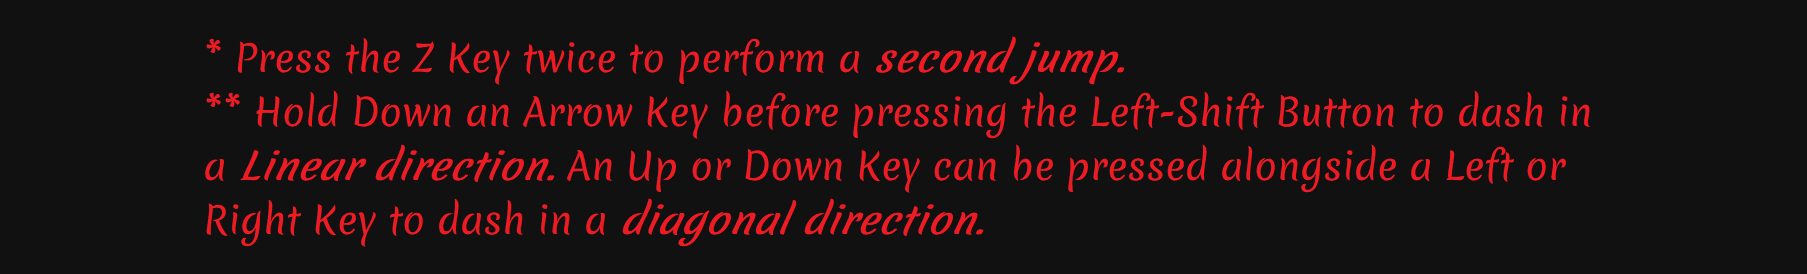 * Press the Z Key twice to perform a second jump.
** Hold Down an Arrow Key before pressing the Left-Shift Button to dash in
a Linear direction. An Up or Down Key can be pressed alongside a Left or
Right Key to dash in a diagonal direction.